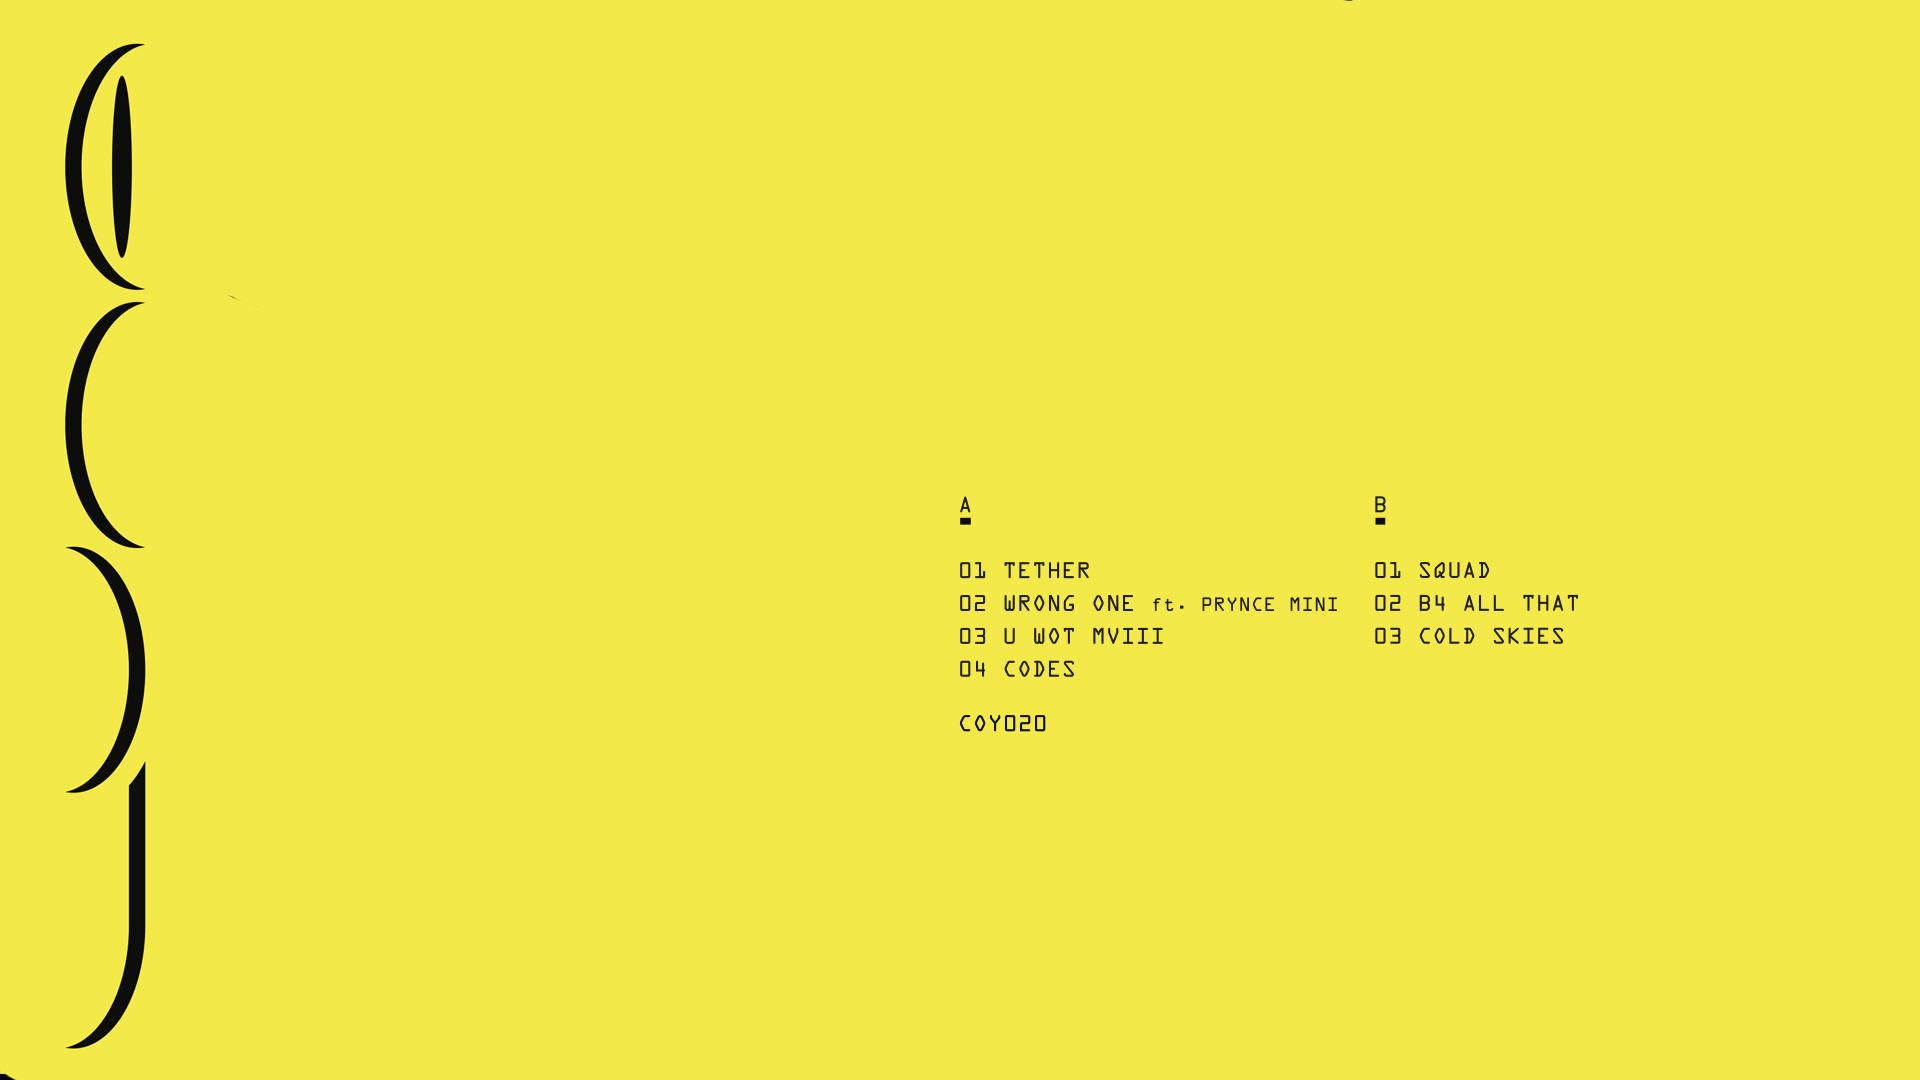 A
01 TETHER
02 WRONG ONE ft. PRYNCE MINI
03 U WOT MVIII
04 CODES
COY020
B
01 SQUAD
02 B4 ALL THAT
03 COLD SKIES